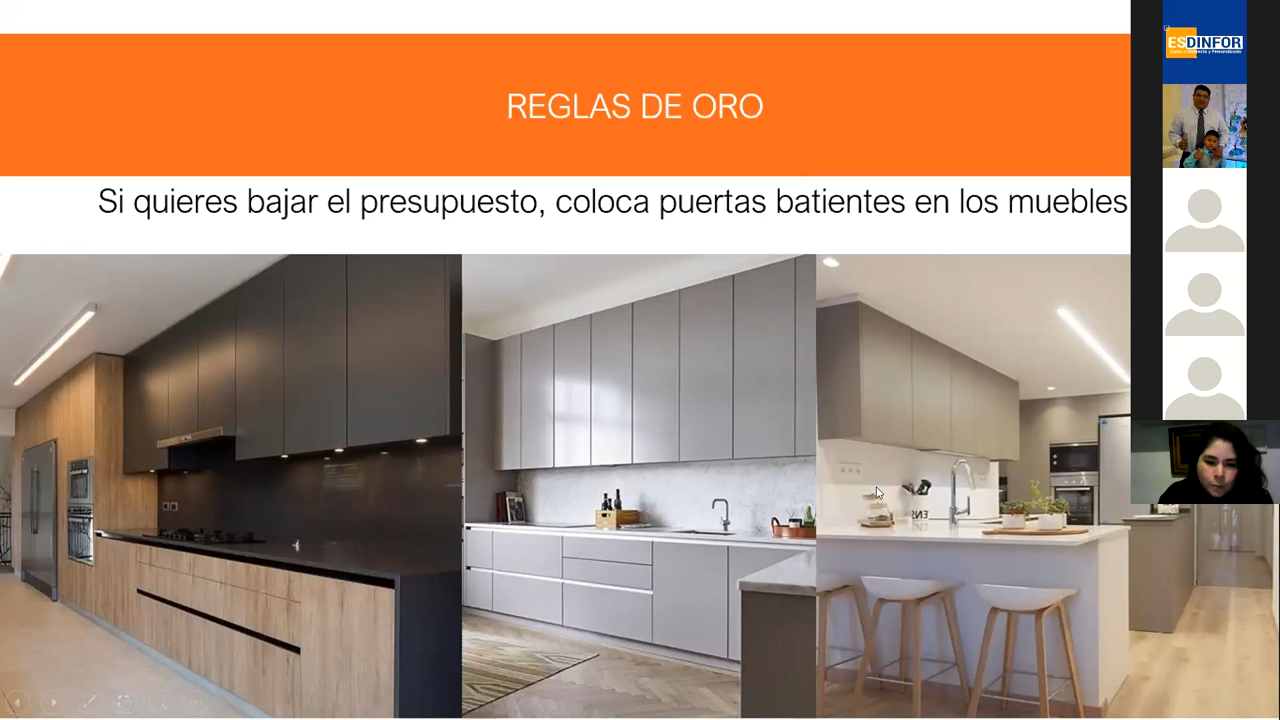 REGLAS DE ORO
Si quieres bajar el presupuesto, coloca puertas batientes en los muebles
ESDINFOR